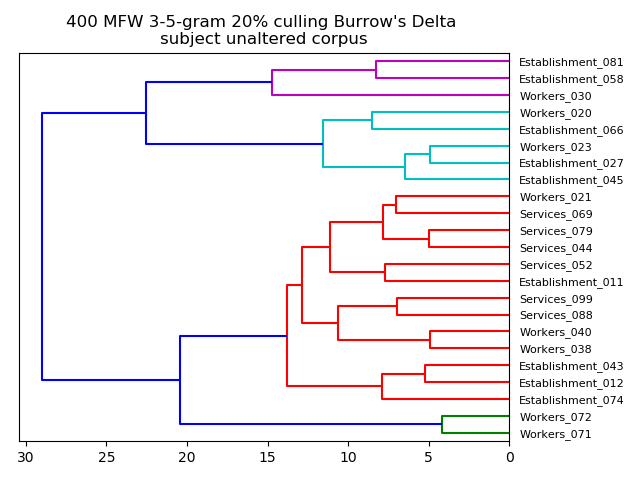 400 MFW 3-5-gram 20% culling Burrow's Delta
subject unaltered corpus
Establishment_081
Establishment_058
Workers_030
Workers_020
Establishment_066
Workers_023
Establishment_027
Establishment_045
Workers_021
Services_069
Services_079
Services_044
Services_052
Establishment_011
Services_099
Services_088
Workers_040
Workers_038
Establishment_043
Establishment_012
Establishment_074
Workers_072
Workers_071
30 25 20 15 10 5 0